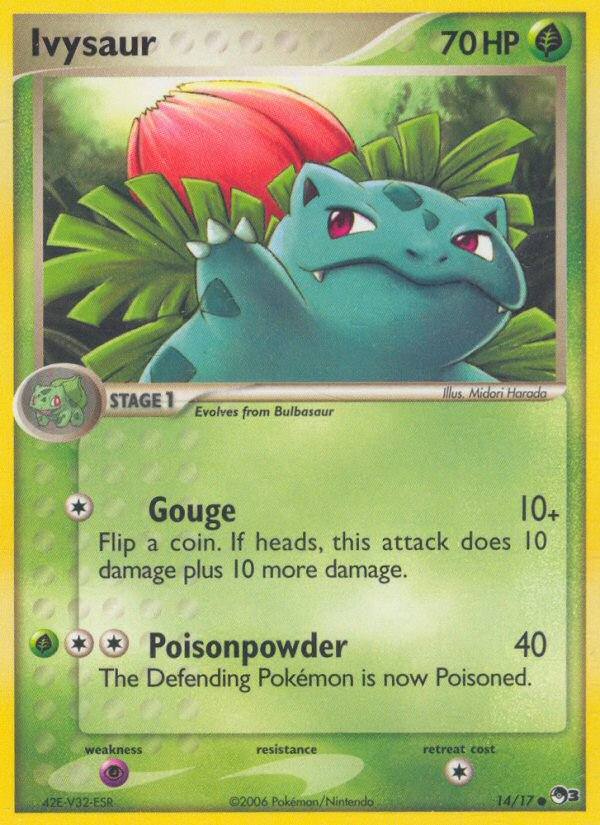 Ivysaur 70 HP
Illus. Midori Harada
STAGE 1
Evolves from Bulbasaur
Gouge 10+
Flip a coin. If heads, this attack does 10
damage plus 10 more damage.
Poisonpowder 40
The Defending Pokémon is now Poisoned.
weakness resistance retreat cost
42E-V32-ESR ©2006 Pokémon/Nintendo 14/17 ● 3